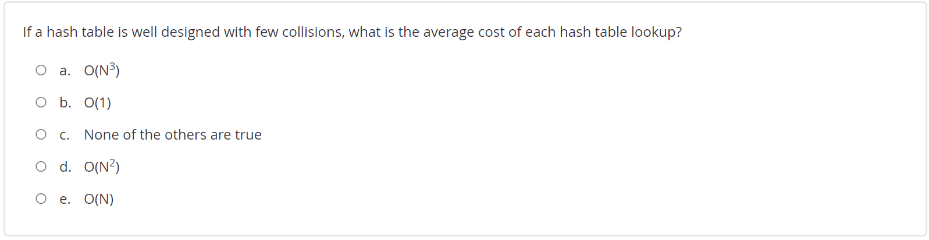 If a hash table is well designed with few collisions, what is the average cost of each hash table lookup?
a. O(N³)
b. O(1)
c. None of the others are true
d. O(N²)
e. O(N)